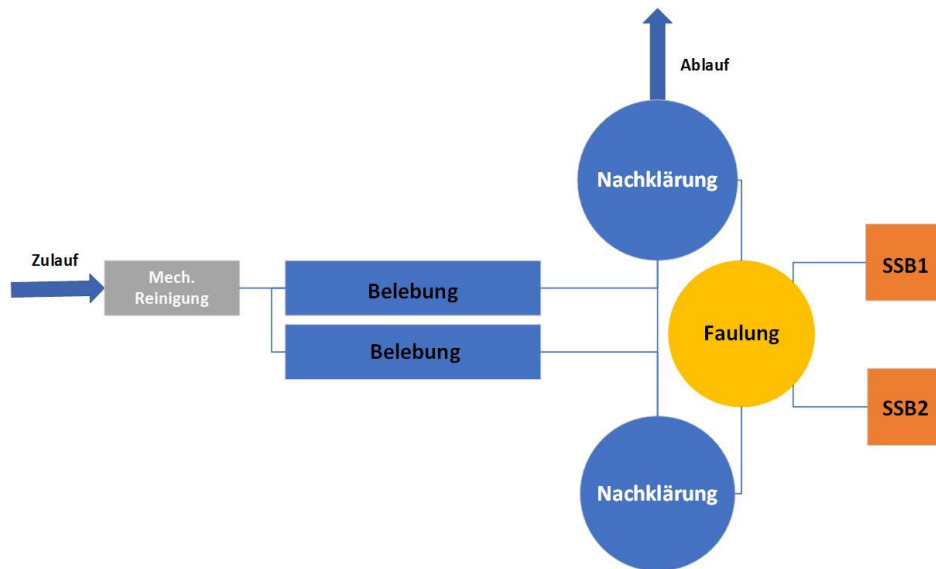 Ablauf
Nachklärung
Zulauf
Mech.
Reinigung
Belebung
Belebung
Faulung
SSB1
SSB2
Nachklärung